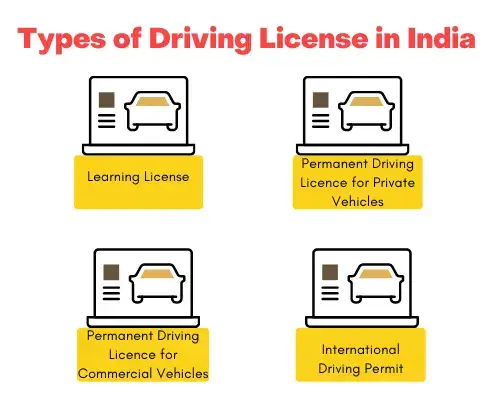 Types of Driving License in India
Learning License
Permanent Driving
Licence for Private
Vehicles
Permanent Driving
Licence for
Commercial Vehicles
International
Driving Permit